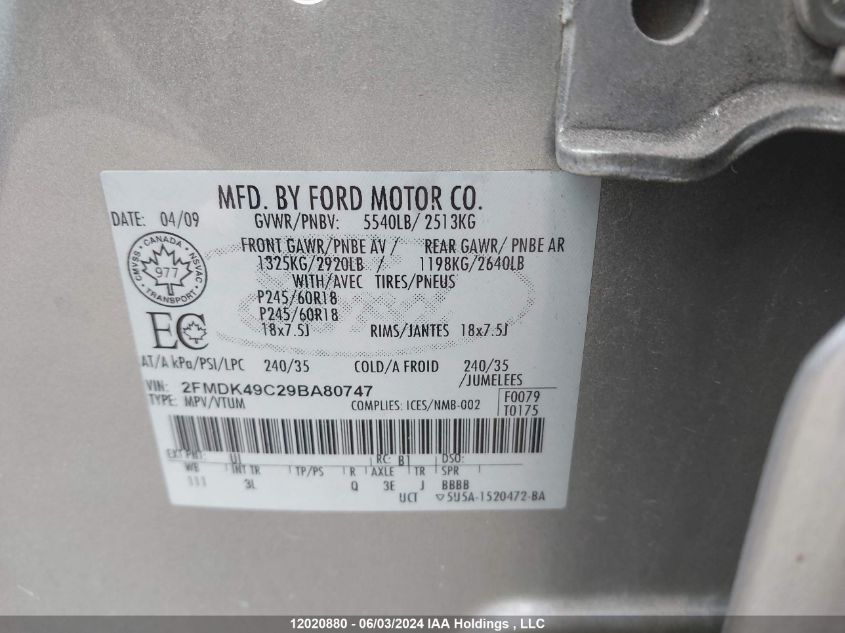 MFD. BY FORD MOTOR CO.
DATE: 04/09 GVWR/PNBV: 5540LB/ 2513KG
FRONT GAWR/PNBE AV / REAR GAWR/ PNBE AR
1325KG/2920LB / 1198KG/2640LB
WITH/AVEC TIRES/PNEUS
P245/60R18
P245/60R18
18x7.5J RIMS/JANTES 18x7.5J
CMVSS - CANADA - NSVAC
977
TRANSPORT
EC
AT/A kPa/PSI/LPC 240/35 COLD/A FROID 240/35
/JUMELEES
VIN: 2FMDK49C29BA80747
TYPE: MPV/VTUM COMPLIES: ICES/NMB-002
F0079
T0175
EXT PNT: UJ RC: B1 DSO:
WB INT TR TP/PS R AXLE TR SPR
111 3L Q 3E J BBBB
UCT 5U5A-1520472-BA
12020880 - 06/03/2024 IAA Holdings , LLC